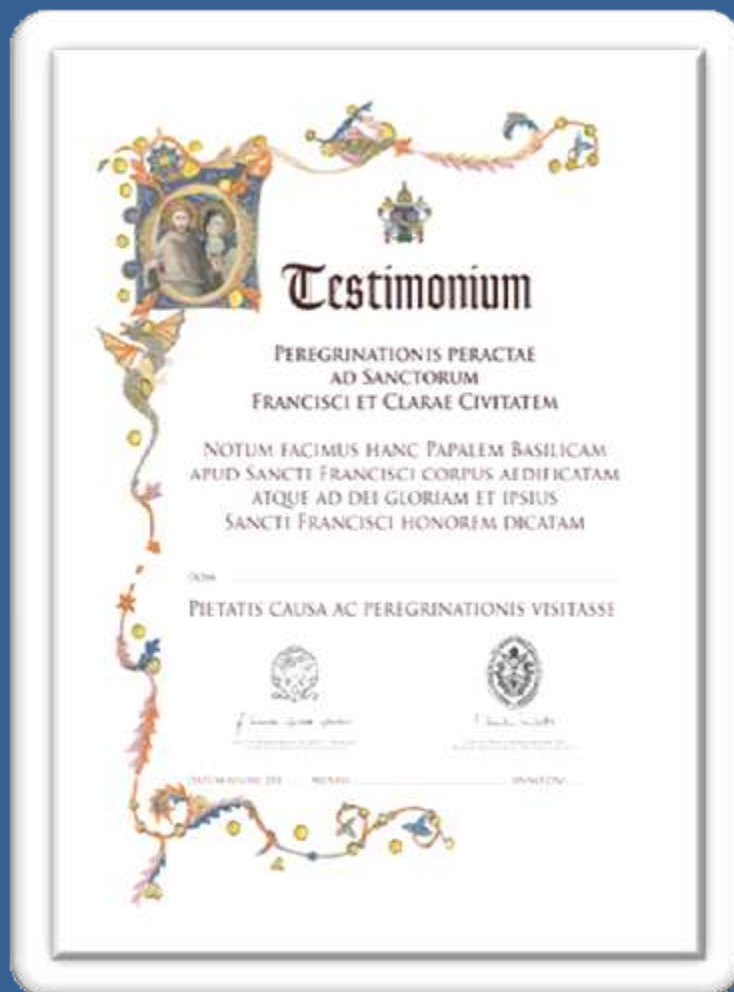 Testimonium
PEREGRINATIONIS PERACTAE
AD SANCTORUM
FRANCISCI ET CLARAE CIVITATEM
NOTUM FACIMUS HANC PAPALEM BASILICAM
APUD SANCTI FRANCISCI CORPUS AEDIFICATAM
ATQUE AD DEI GLORIAM ET IPSIUS
SANCTI FRANCISCI HONOREM DICATAM
PIETATIS CAUSA AC PEREGRINATIONIS VISITASSE